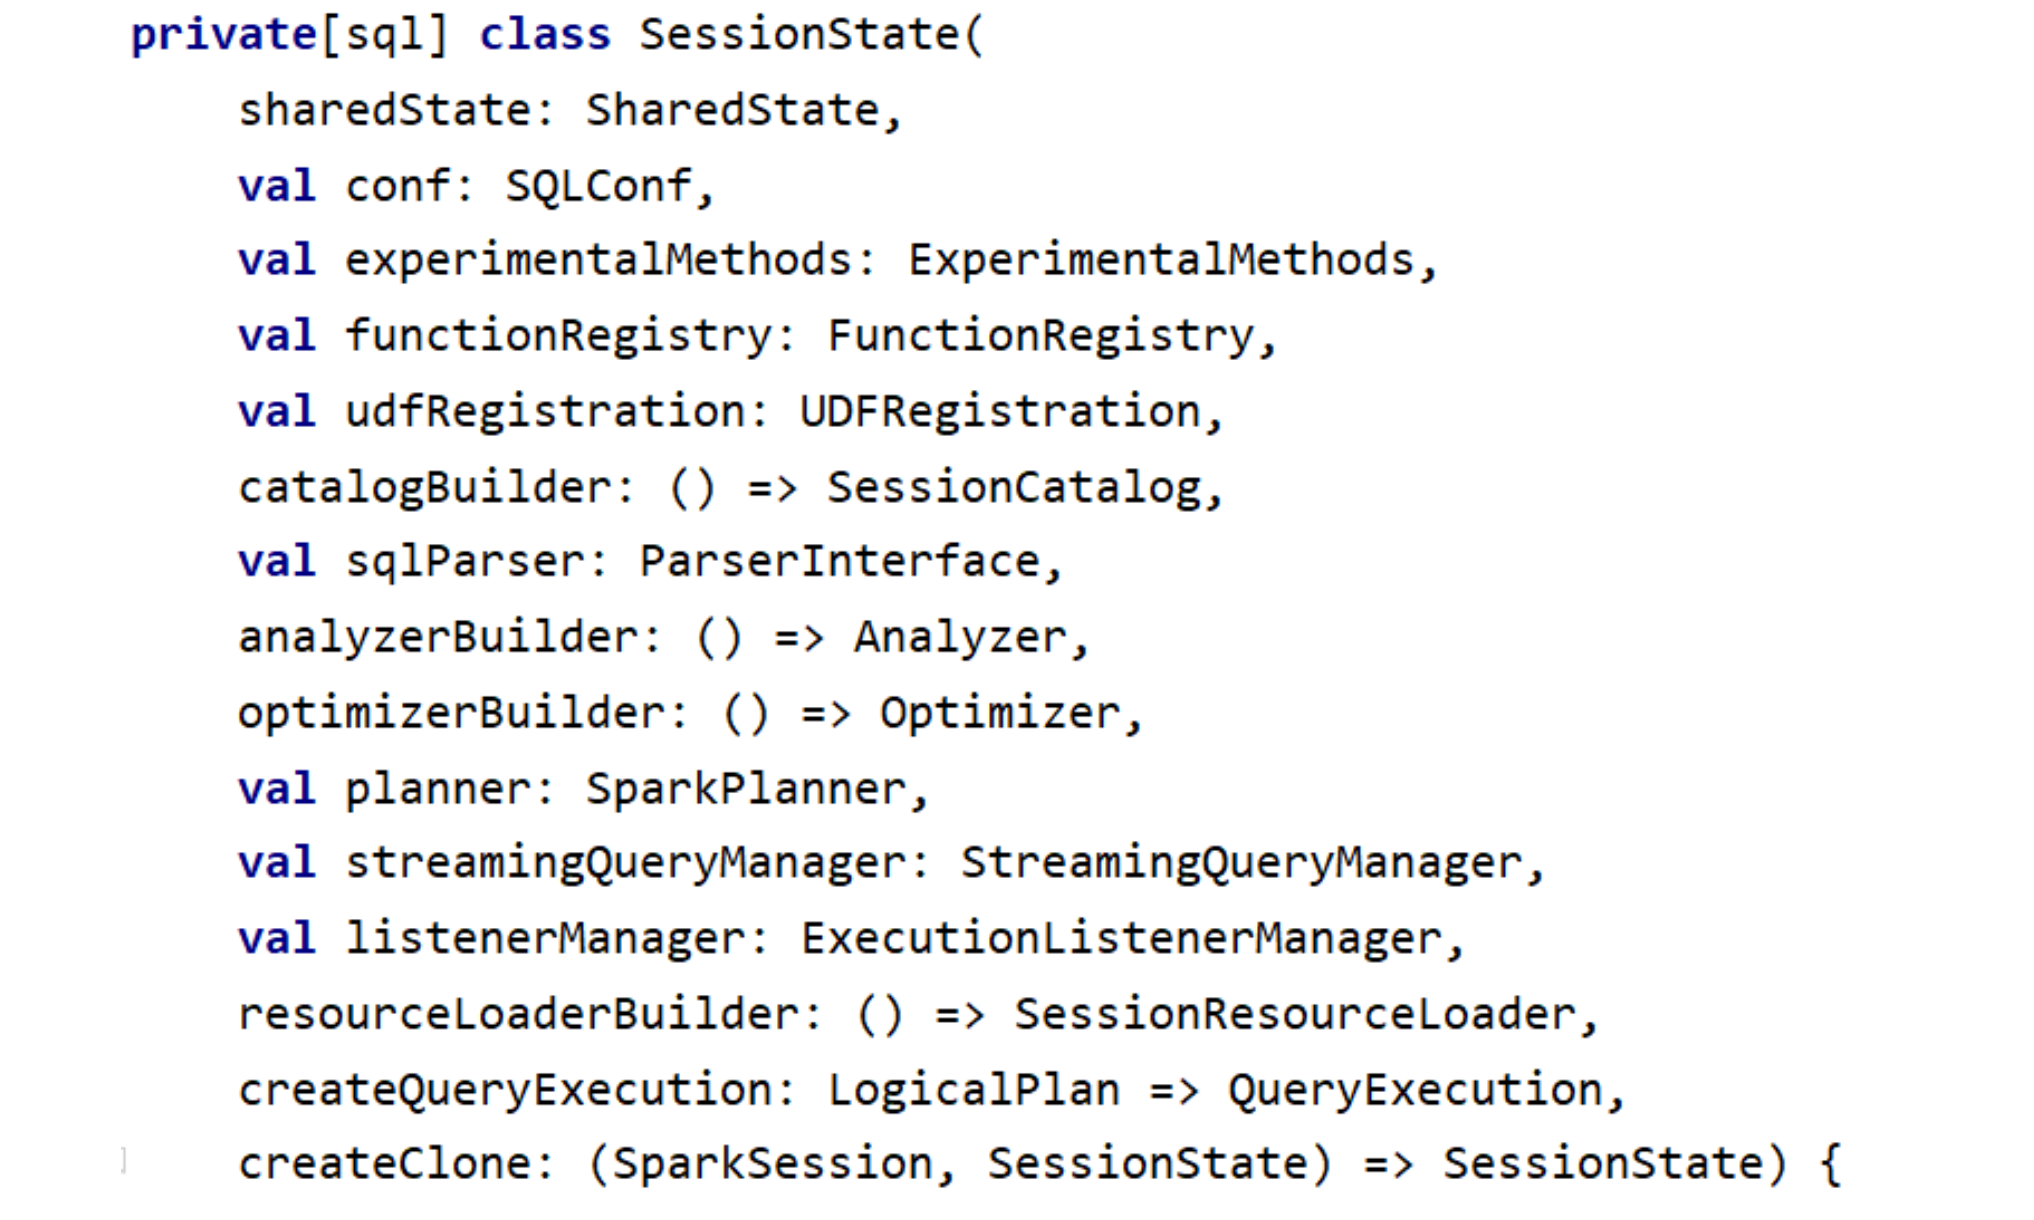 private[sql] class SessionState(
sharedState: SharedState,
val conf: SQLConf,
val experimentalMethods: ExperimentalMethods,
val functionRegistry: FunctionRegistry,
val udfRegistration: UDFRegistration,
catalogBuilder: () => SessionCatalog,
val sqlParser: ParserInterface,
analyzerBuilder: () => Analyzer,
optimizerBuilder: () => Optimizer,
val planner: SparkPlanner,
val streamingQueryManager: StreamingQueryManager,
val listenerManager: ExecutionListenerManager,
resourceLoaderBuilder: () => SessionResourceLoader,
createQueryExecution: LogicalPlan => QueryExecution,
createClone: (SparkSession, SessionState) => SessionState) {